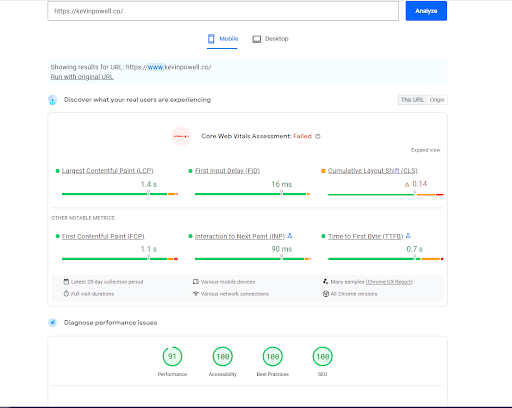 https://kevinpowell.co/
Analyze
Mobile
Desktop
Showing results for URL: https://www.kevinpowell.co/
Run with original URL
Discover what your real users are experiencing
This URL
Origin
Core Web Vitals Assessment: Failed
Expand view
Largest Contentful Paint (LCP)
1.4 s
First Input Delay (FID)
16 ms
Cumulative Layout Shift (CLS)
0.14
OTHER NOTABLE METRICS
First Contentful Paint (FCP)
1.1 s
Interaction to Next Paint (INP)
90 ms
Time to First Byte (TTFB)
0.7 s
Latest 28-day collection period
Various mobile devices
Many samples (Chrome UX Report)
Full visit durations
Various network connections
All Chrome versions
Diagnose performance issues
91
Performance
100
Accessibility
100
Best Practices
100
SEO